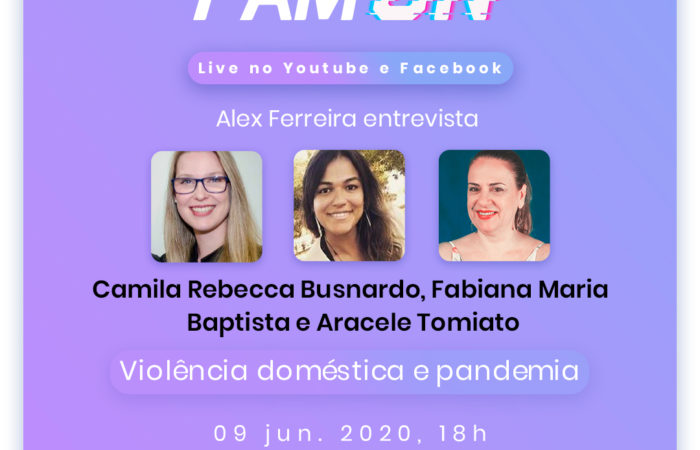 Live no Youtube e Facebook
Alex Ferreira entrevista
Camila Rebecca Busnardo, Fabiana Maria
Baptista e Aracele Tomiato
Violência doméstica e pandemia
09 jun. 2020, 18h